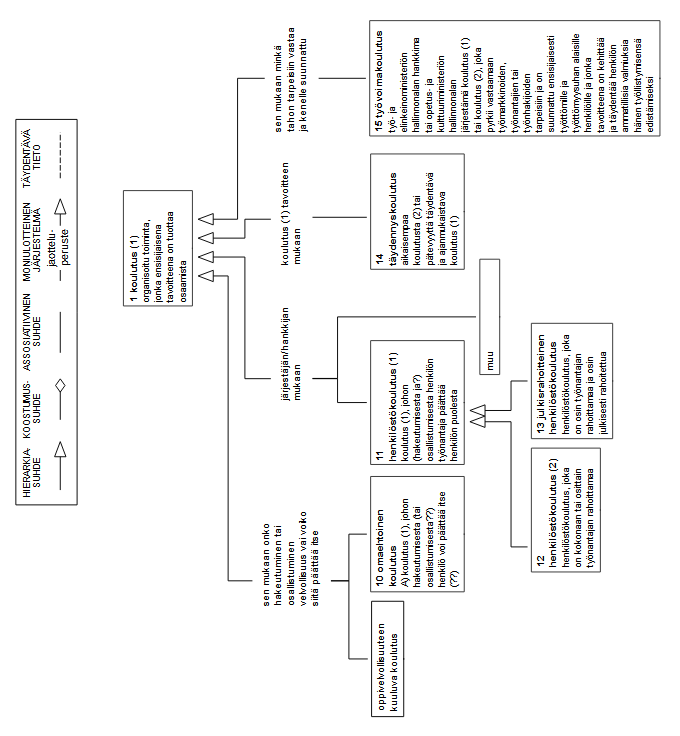 HIERARKIA-
SUHDE
KOOSTUMUS-
SUHDE
ASSOSIATIIVINEN
SUHDE
MONIULOTTEINEN
JÄRJESTELMÄ
jaottelu-
peruste
TÄYDENTÄVÄ
TIETO
1 koulutus (1)
organisoitu toiminta,
jonka ensisijaisena
tavoitteena on tuottaa
osaamista
sen mukaan onko
hakeutuminen tai
osallistuminen
velvollisuus vai voiko
siitä päättää itse
järjestäjän/hankkijan
mukaan
koulutus (1) tavoitteen
mukaan
sen mukaan minkä
tahon tarpeisiin vastaa
ja kenelle suunnattu
oppivelvollisuuteen
kuuluva koulutus
10 omaehtoinen
koulutus
A) koulutus (1), johon
hakeutumisesta (tai
osallistumisesta??)
henkilö voi päättää itse
(??)
11
henkilöstökoulutus (1)
koulutus (1), johon
(hakeutumisesta ja?)
osallistumisesta henkilön
työnantaja päättää
henkilön puolesta
muu
14
täydennyskoulutus
aikaisempaa
koulutusta (2) tai
pätevyyttä täydentävä
ja ajanmukaistava
koulutus (1)
15 työvoimakoulutus
työ- ja
elinkeinoministeriön
hallinnonalan hankkima
tai opetus- ja
kulttuuriministeriön
hallinnonalan
järjestämä koulutus (1)
tai koulutus (2), joka
pyrkii vastaamaan
työmarkkinoiden,
työnantajien tai
työnhakijoiden
tarpeisiin ja on
suunnattu ensisijaisesti
työttömille ja
työttömyysuhan alaisille
henkilöille ja jonka
tavoitteena on kehittää
ja täydentää henkilön
ammatillisia valmiuksia
hänen työllistymisensä
edistämiseksi
12
henkilöstökoulutus (2)
henkilöstökoulutus, joka
on kokonaan tai osittain
työnantajan rahoittamaa
13 julkisrahoitteinen
henkilöstökoulutus
henkilöstökoulutus, joka
on osin työnantajan
rahoittamaa ja osin
julkisesti rahoitettua